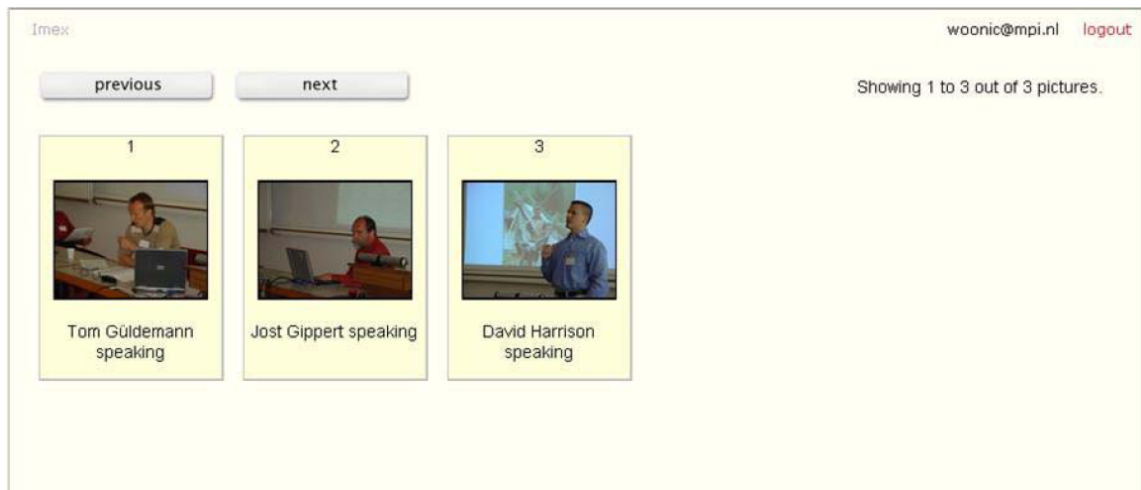 Imex
woonic@mpi.nl logout
previous next
Showing 1 to 3 out of 3 pictures.
1
Tom Güldemann
speaking
2
Jost Gippert speaking
3
David Harrison
speaking